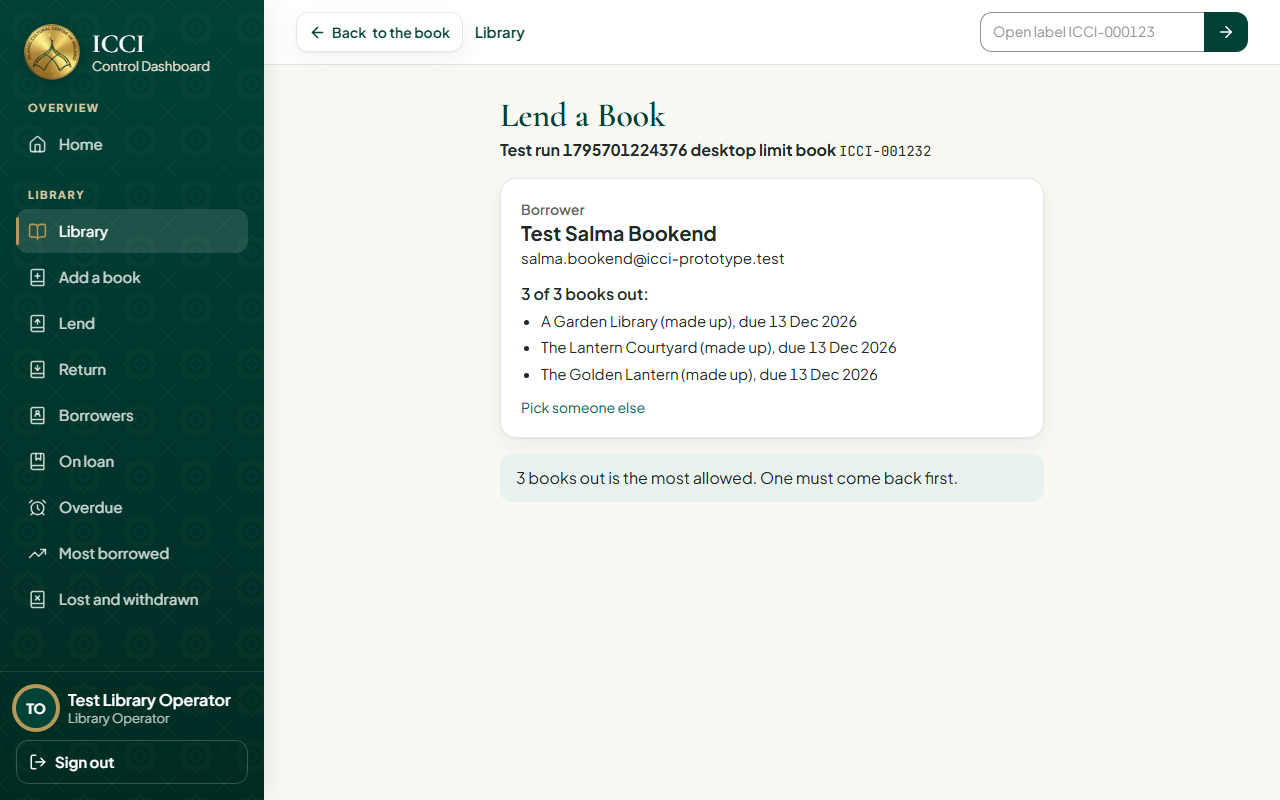 ICCI
Control Dashboard
OVERVIEW
Home
LIBRARY
Library
Add a book
Lend
Return
Borrowers
On loan
Overdue
Most borrowed
Lost and withdrawn
TO
Test Library Operator
Library Operator
Sign out
Back to the book
Library
Open label ICCI-000123
Lend a Book
Test run 1795701224376 desktop limit book ICCI-001232
Borrower
Test Salma Bookend
salma.bookend@icci-prototype.test
3 of 3 books out:
A Garden Library (made up), due 13 Dec 2026
The Lantern Courtyard (made up), due 13 Dec 2026
The Golden Lantern (made up), due 13 Dec 2026
Pick someone else
3 books out is the most allowed. One must come back first.